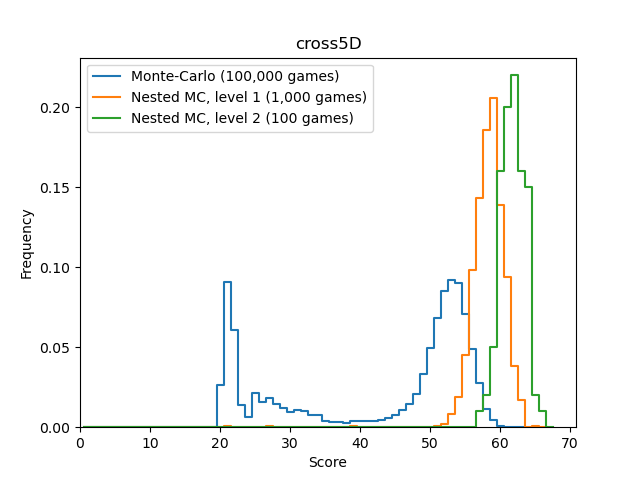 cross5D
Monte-Carlo (100,000 games)
Nested MC, level 1 (1,000 games)
Nested MC, level 2 (100 games)
Frequency
0.20
0.15
0.10
0.05
0.00
0 10 20 30 40 50 60 70
Score